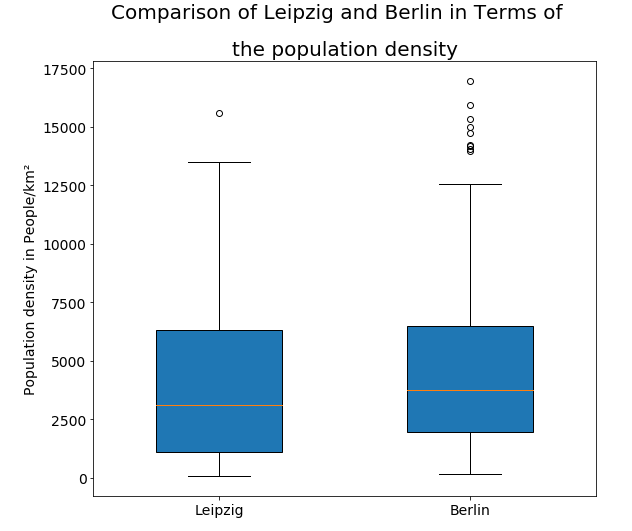 Comparison of Leipzig and Berlin in Terms of
the population density
Population density in People/km²
17500
15000
12500
10000
7500
5000
2500
0
Leipzig
Berlin